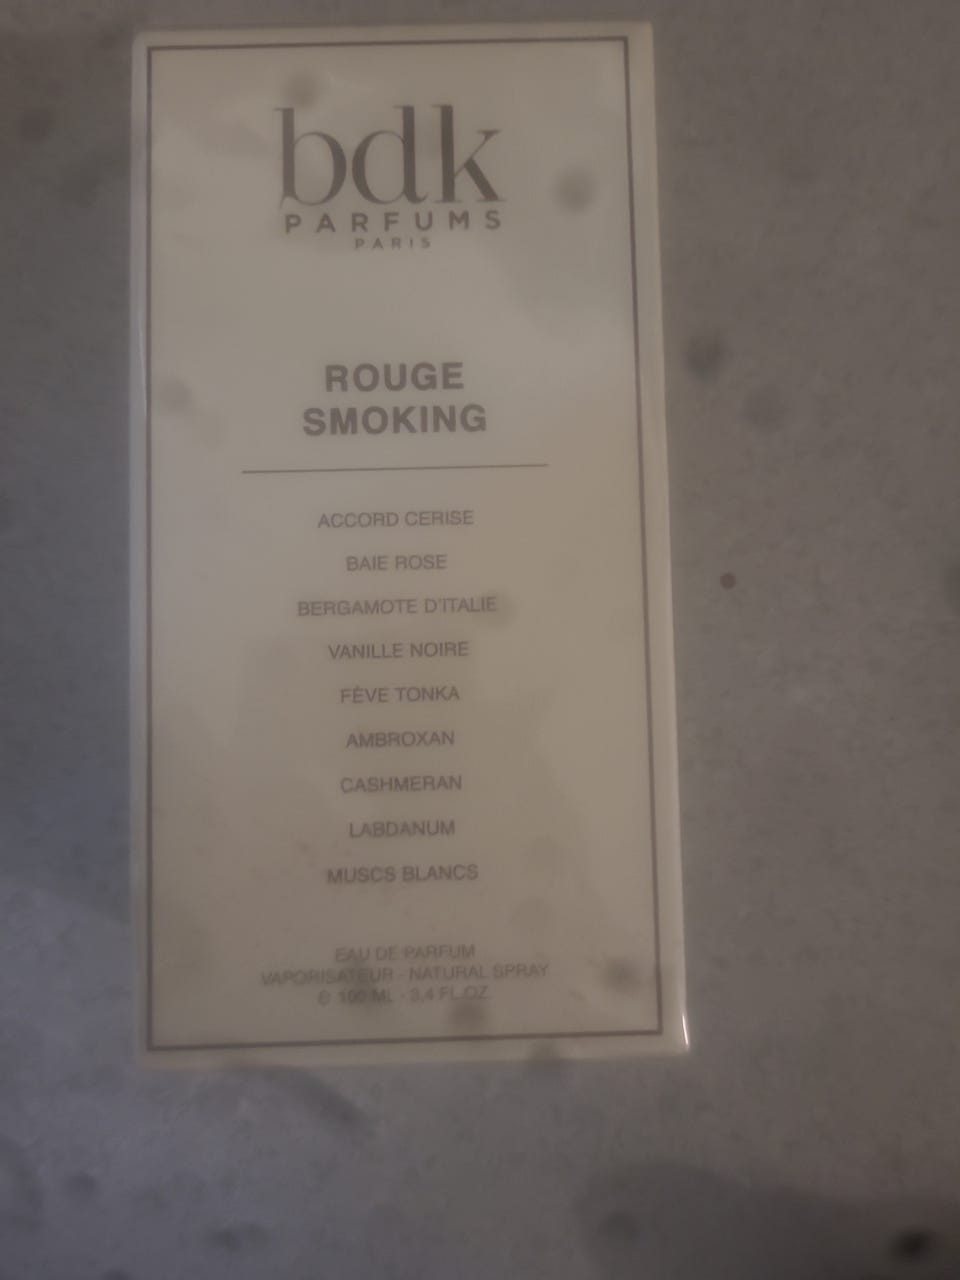 bdk
PARFUMS
PARIS
ROUGE
SMOKING
ACCORD CERISE
BAIE ROSE
BERGAMOTE D'ITALIE
VANILLE NOIRE
FÈVE TONKA
AMBROXAN
CASHMERAN
LABDANUM
MUSCS BLANCS
EAU DE PARFUM
VAPORISATEUR - NATURAL SPRAY
℮ 100 ML - 3,4 FL.OZ.